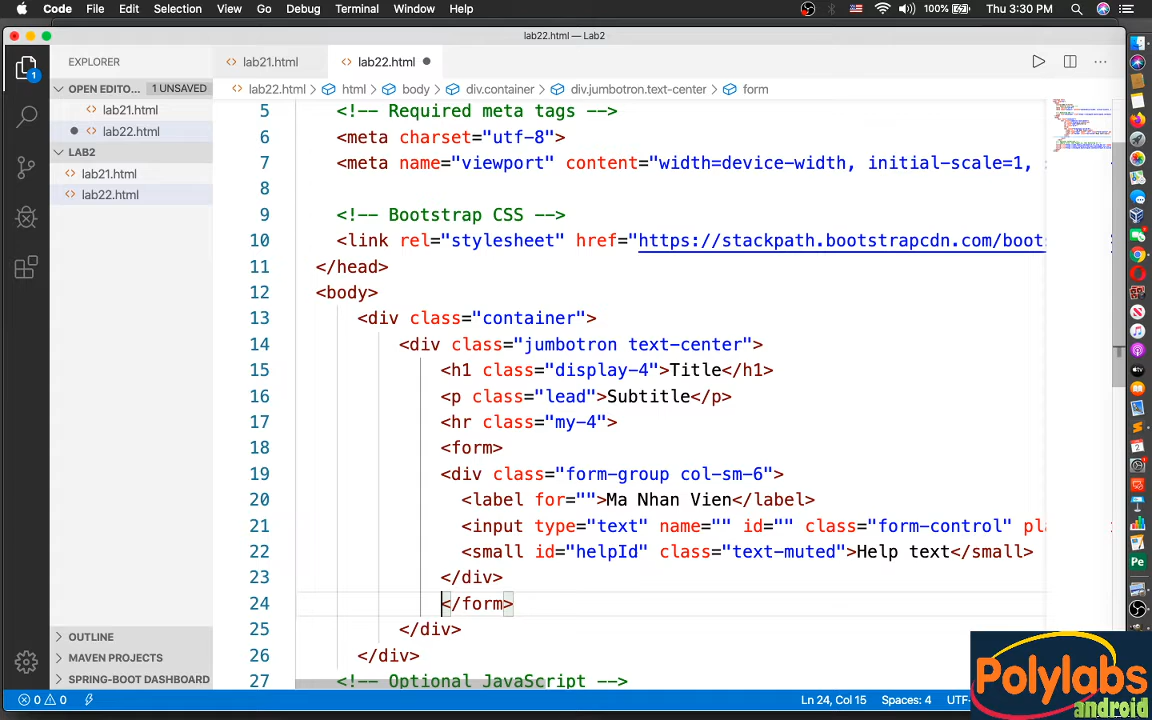 Code File Edit Selection View Go Debug Terminal Window Help 100% Thu 3:30 PM
lab22.html — Lab2
EXPLORER
lab21.html
lab22.html
OPEN EDITO... 1 UNSAVED
lab21.html
lab22.html
LAB2
lab21.html
lab22.html
1
lab22.html > html > body > div.container > div.jumbotron.text-center > form
5 <!-- Required meta tags -->
6 <meta charset="utf-8">
7 <meta name="viewport" content="width=device-width, initial-scale=1,
8
9 <!-- Bootstrap CSS -->
10 <link rel="stylesheet" href="https://stackpath.bootstrapcdn.com/boots
11 </head>
12 <body>
13 <div class="container">
14 <div class="jumbotron text-center">
15 <h1 class="display-4">Title</h1>
16 <p class="lead">Subtitle</p>
17 <hr class="my-4">
18 <form>
19 <div class="form-group col-sm-6">
20 <label for="">Ma Nhan Vien</label>
21 <input type="text" name="" id="" class="form-control" pla
22 <small id="helpId" class="text-muted">Help text</small>
23 </div>
24 </form>
25 </div>
26 </div>
27 <!-- Optional JavaScript -->
OUTLINE
MAVEN PROJECTS
SPRING-BOOT DASHBOARD
0 0
Ln 24, Col 15 Spaces: 4 UTF-
Polylabs
android